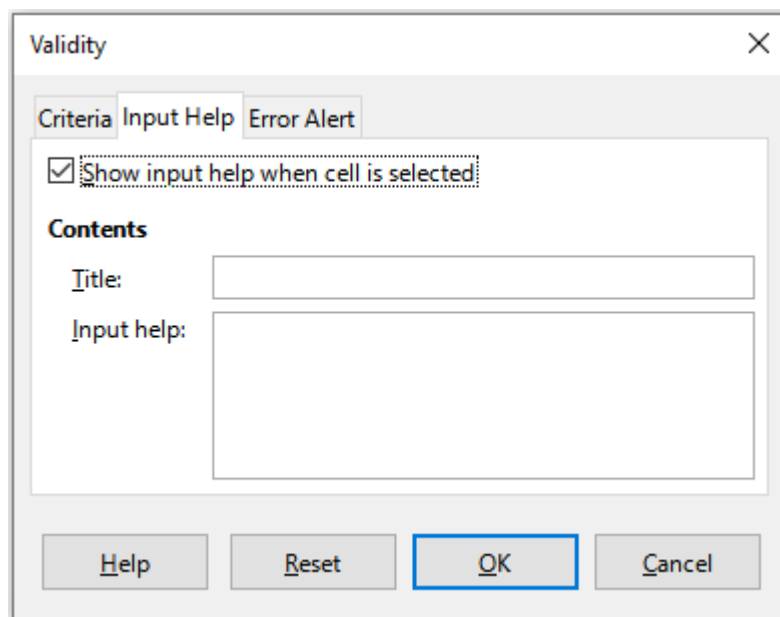 Validity
Criteria Input Help Error Alert
Show input help when cell is selected
Contents
Title:
Input help:
Help Reset OK Cancel